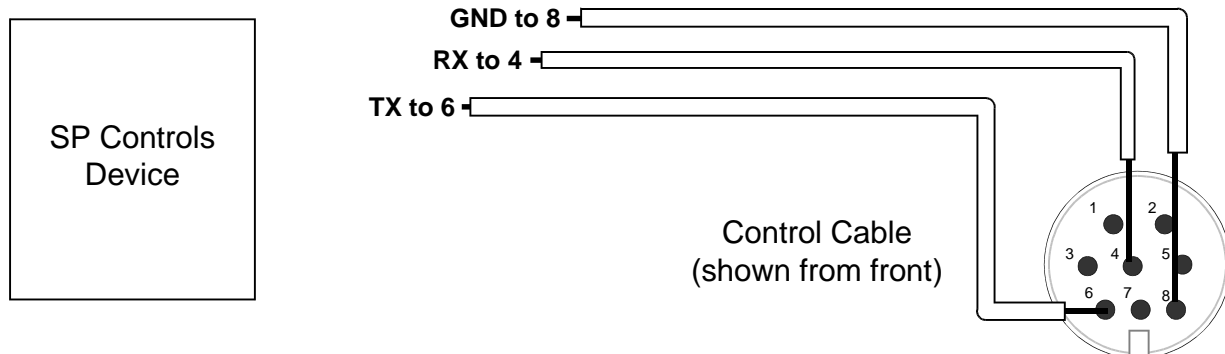 GND to 8
RX to 4
TX to 6
SP Controls
Device
Control Cable
(shown from front)
1
2
3
4
5
6
7
8